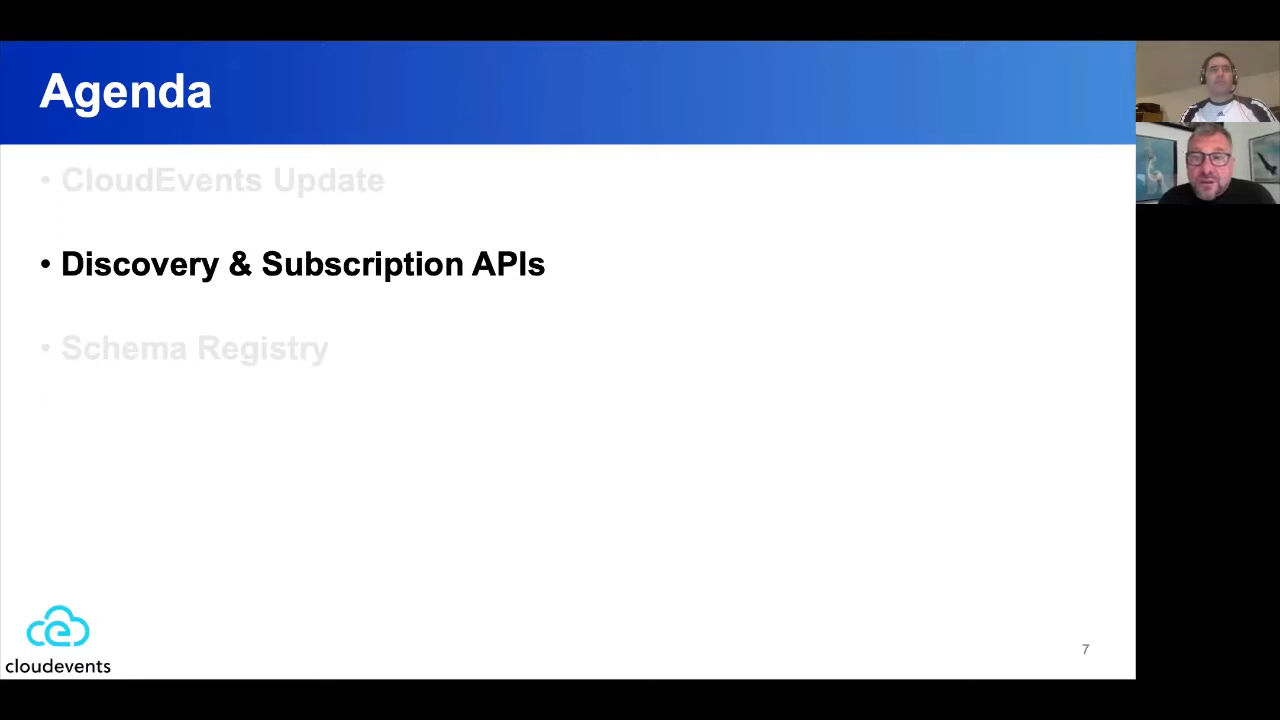 Agenda
• CloudEvents Update
• Discovery & Subscription APIs
• Schema Registry
cloudevents
7